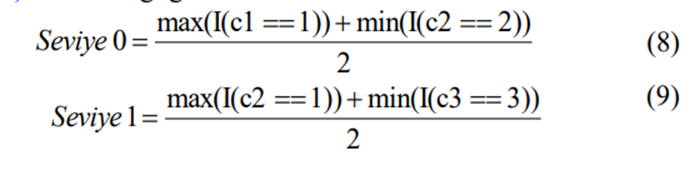 Seviye 0 = max(I(c1 == 1)) + min(I(c2 == 2)) / 2 (8)
Seviye 1 = max(I(c2 == 1)) + min(I(c3 == 3)) / 2 (9)